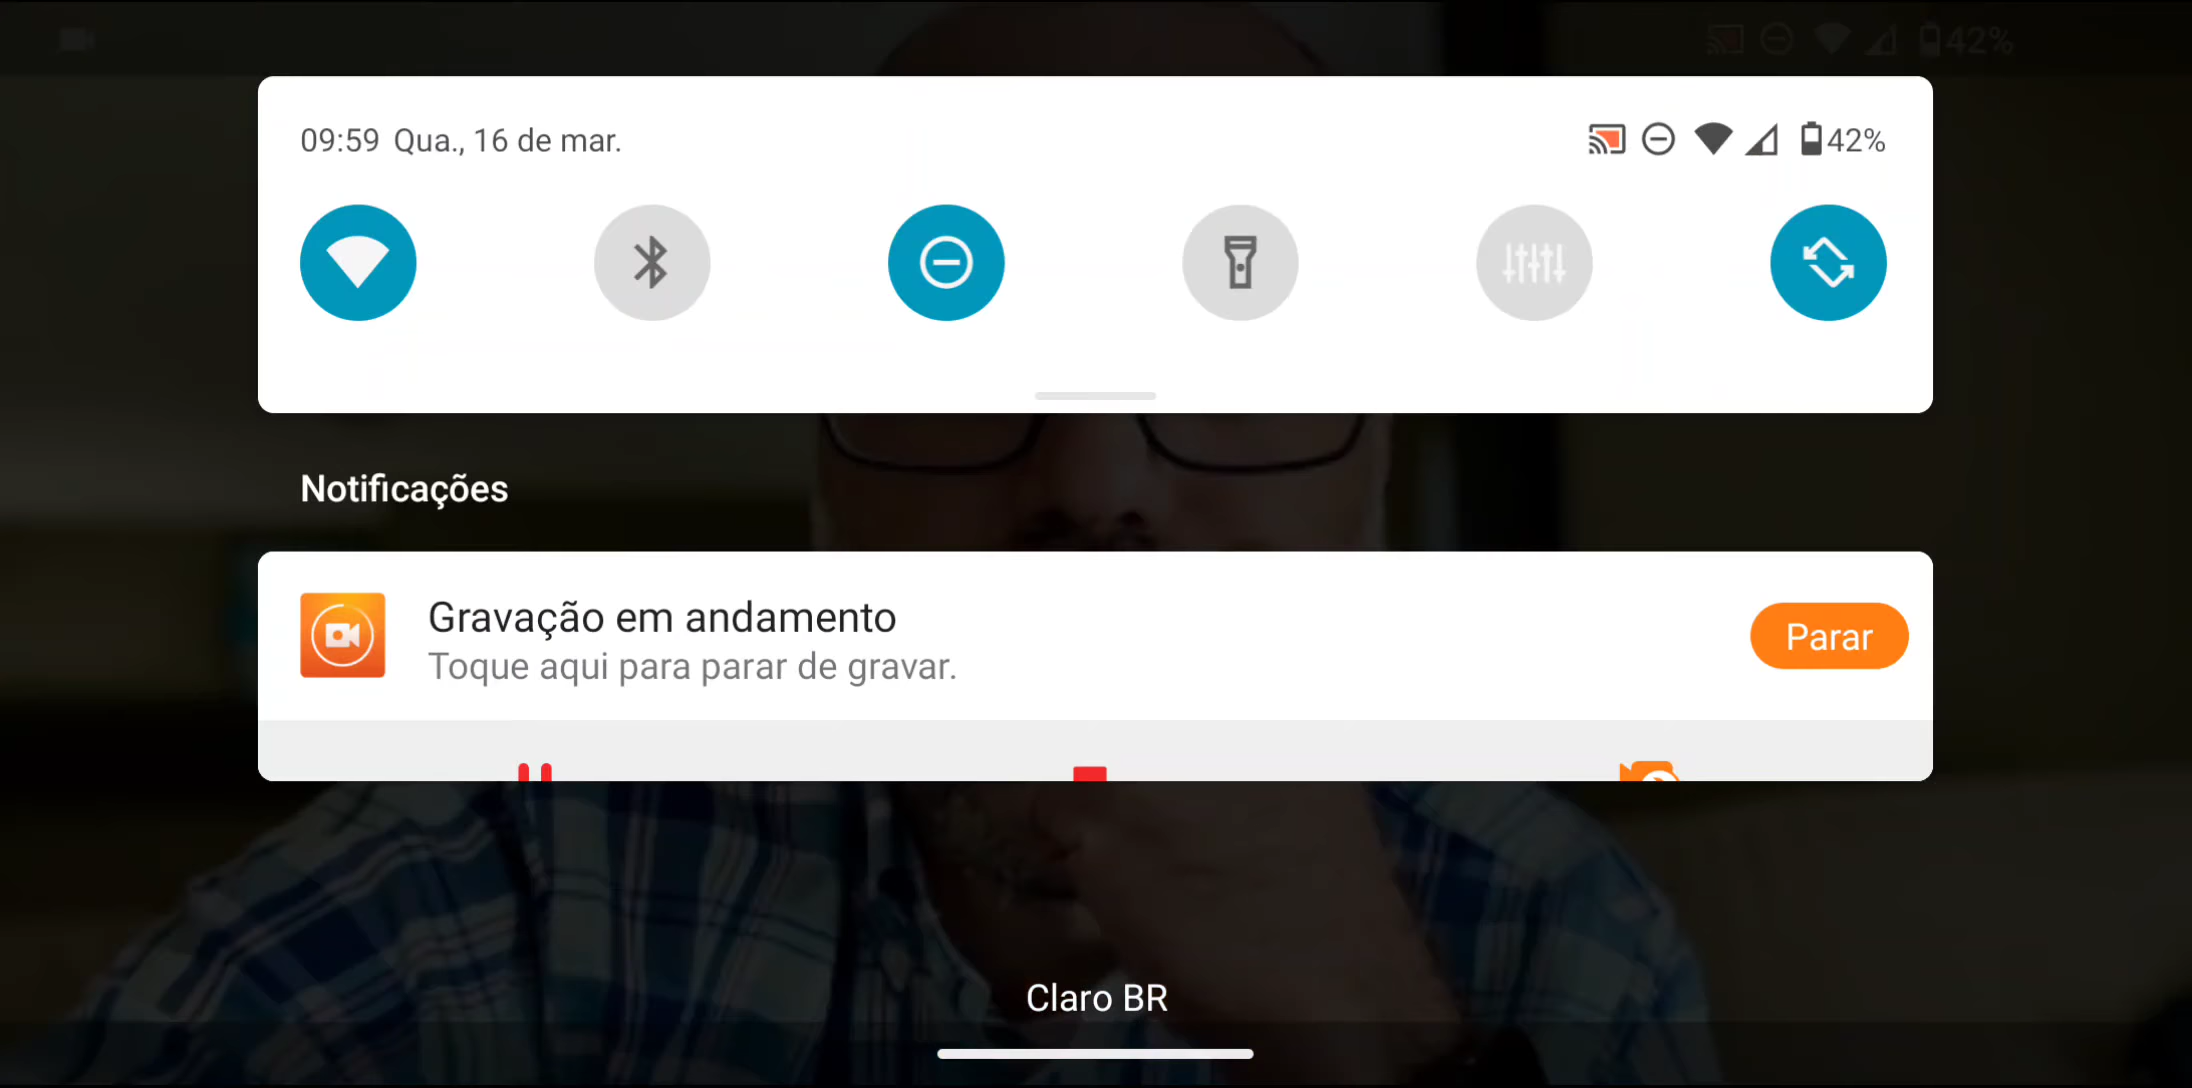 42%
09:59 Qua., 16 de mar.
42%
Notificações
Gravação em andamento
Toque aqui para parar de gravar.
Parar
Claro BR